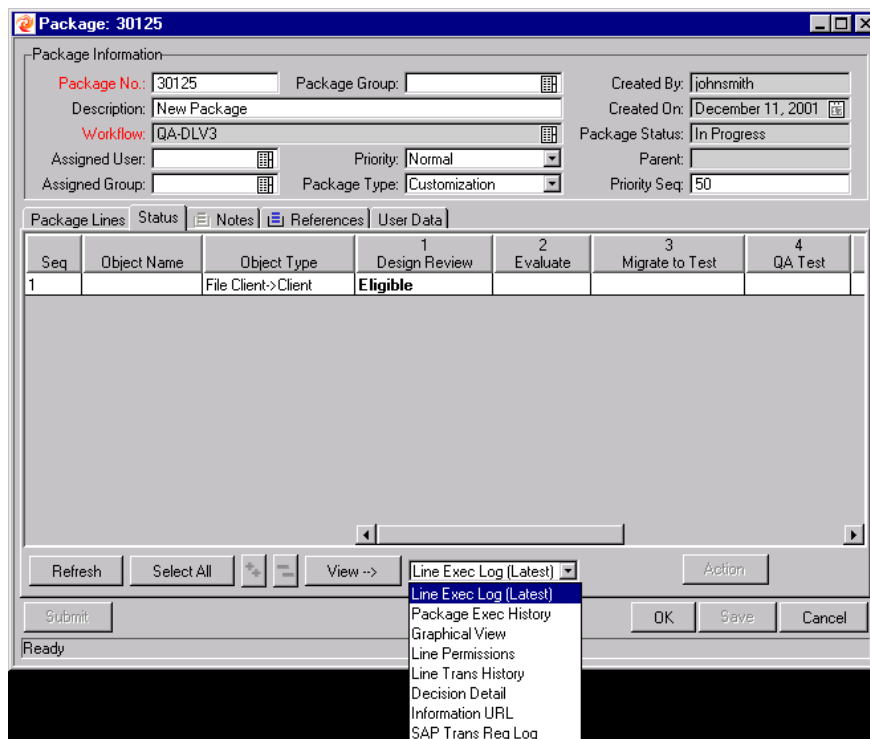 Package: 30125
Package Information
Package No.: 30125 Package Group: Created By: johnsmith
Description: New Package Created On: December 11, 2001
Workflow: QA-DLV3 Package Status: In Progress
Assigned User: Priority: Normal Parent:
Assigned Group: Package Type: Customization Priority Seq: 50
Package Lines Status Notes References User Data
1 2 3 4
Seq Object Name Object Type Design Review Evaluate Migrate to Test QA Test
1 File Client->Client Eligible
Refresh Select All View --> Line Exec Log (Latest) Action
Line Exec Log (Latest)
Submit Package Exec History OK Save Cancel
Graphical View
Ready Line Permissions
Line Trans History
Decision Detail
Information URL
SAP Trans Req Log